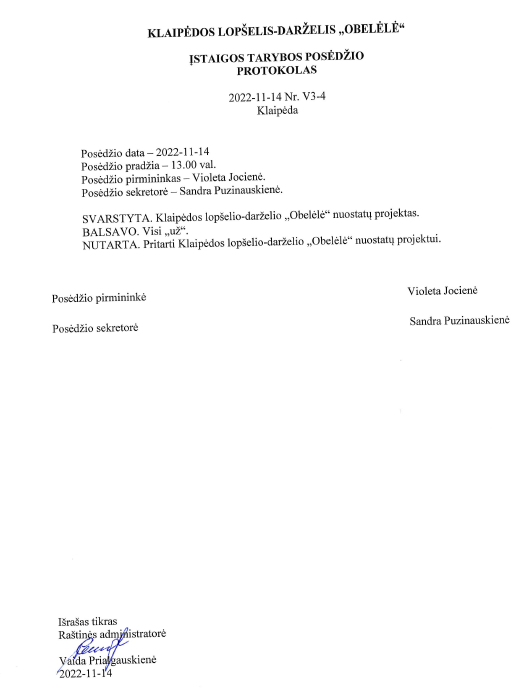 KLAIPĖDOS LOPŠELIS-DARŽELIS „OBELĖLĖ“
ĮSTAIGOS TARYBOS POSĖDŽIO
PROTOKOLAS
2022-11-14 Nr. V3-4
Klaipėda
Posėdžio data – 2022-11-14
Posėdžio pradžia – 13.00 val.
Posėdžio pirmininkas – Violeta Jocienė.
Posėdžio sekretorė – Sandra Puzinauskienė.
SVARSTYTA. Klaipėdos lopšelio-darželio „Obelėlė“ nuostatų projektas.
BALSAVO. Visi „už“.
NUTARTA. Pritarti Klaipėdos lopšelio-darželio „Obelėlė“ nuostatų projektui.
Posėdžio pirmininkė Violeta Jocienė
Posėdžio sekretorė Sandra Puzinauskienė
Išrašas tikras
Raštinės administratorė
Vaida Prialgauskienė
2022-11-14